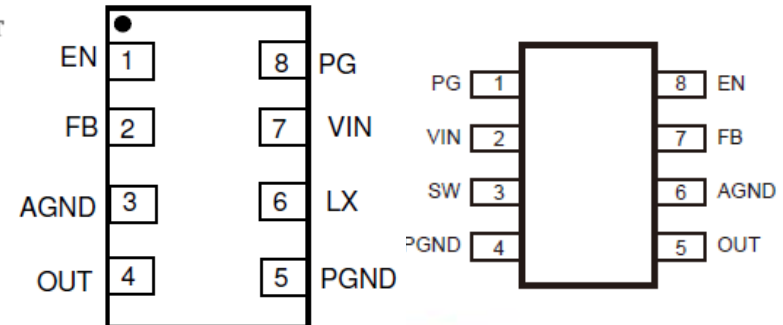 EN 1 8 PG
FB 2 7 VIN
AGND 3 6 LX
OUT 4 5 PGND
PG 1 8 EN
VIN 2 7 FB
SW 3 6 AGND
PGND 4 5 OUT